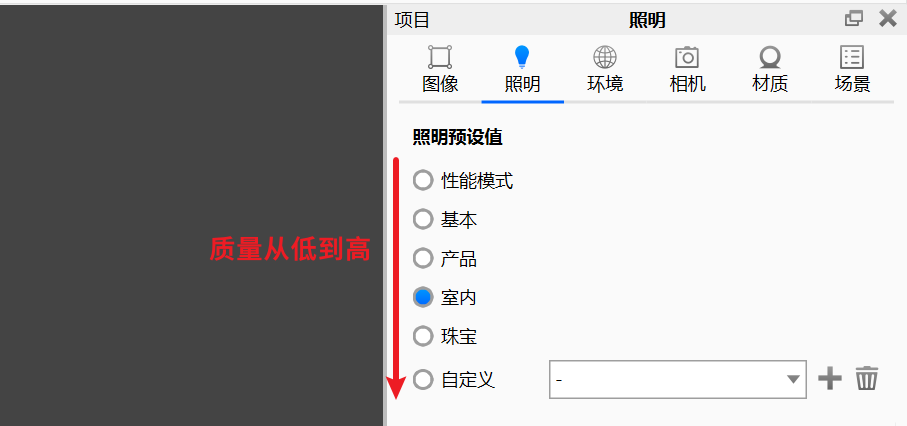 项目 照明
图像 照明 环境 相机 材质 场景
照明预设值
性能模式
基本
质量从低到高
产品
室内
珠宝
自定义 -